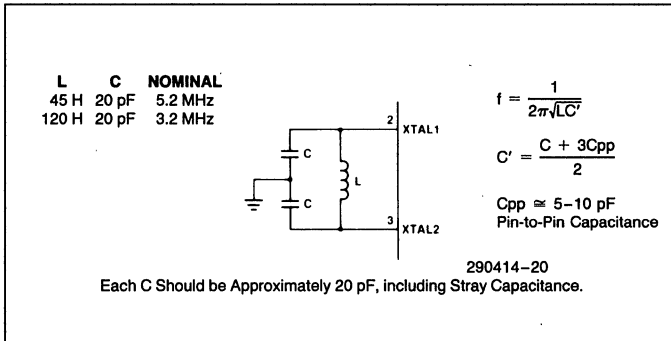 L C NOMINAL
45 H 20 pF 5.2 MHz
120 H 20 pF 3.2 MHz
2
XTAL1
C
L
C
3
XTAL2
f = 1 / 2π√LC'
C' = C + 3Cpp / 2
Cpp ≅ 5–10 pF
Pin-to-Pin Capacitance
290414–20
Each C Should be Approximately 20 pF, including Stray Capacitance.